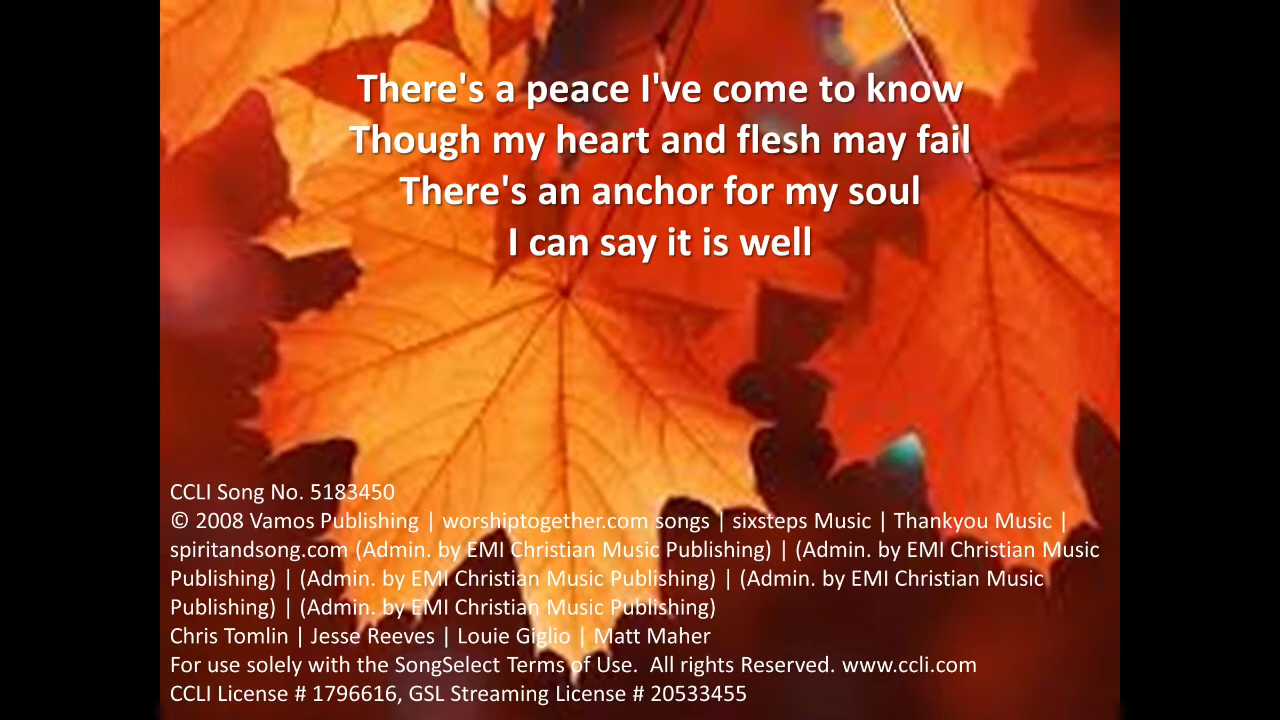 There's a peace I've come to know
Though my heart and flesh may fail
There's an anchor for my soul
I can say it is well
CCLI Song No. 5183450
© 2008 Vamos Publishing | worshiptogether.com songs | sixsteps Music | Thankyou Music |
spiritandsong.com (Admin. by EMI Christian Music Publishing) | (Admin. by EMI Christian Music
Publishing) | (Admin. by EMI Christian Music Publishing) | (Admin. by EMI Christian Music
Publishing) | (Admin. by EMI Christian Music Publishing)
Chris Tomlin | Jesse Reeves | Louie Giglio | Matt Maher
For use solely with the SongSelect Terms of Use.  All rights Reserved. www.ccli.com
CCLI License # 1796616, GSL Streaming License # 20533455